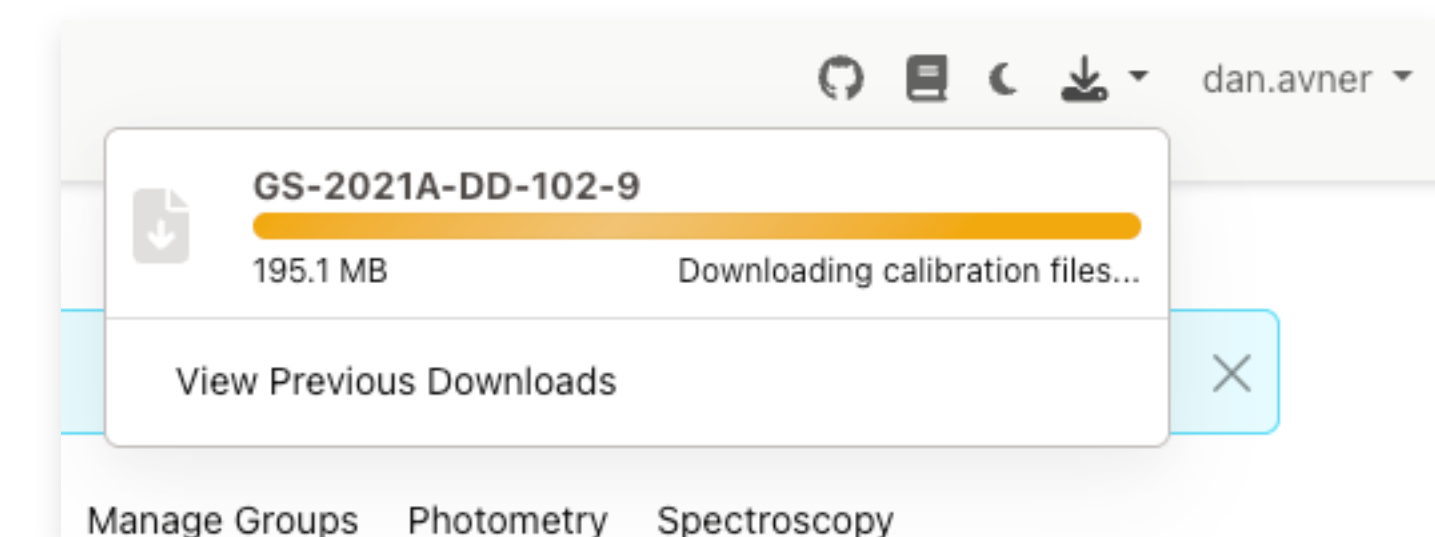 dan.avner
GS-2021A-DD-102-9
195.1 MB Downloading calibration files...
View Previous Downloads
Manage Groups Photometry Spectroscopy